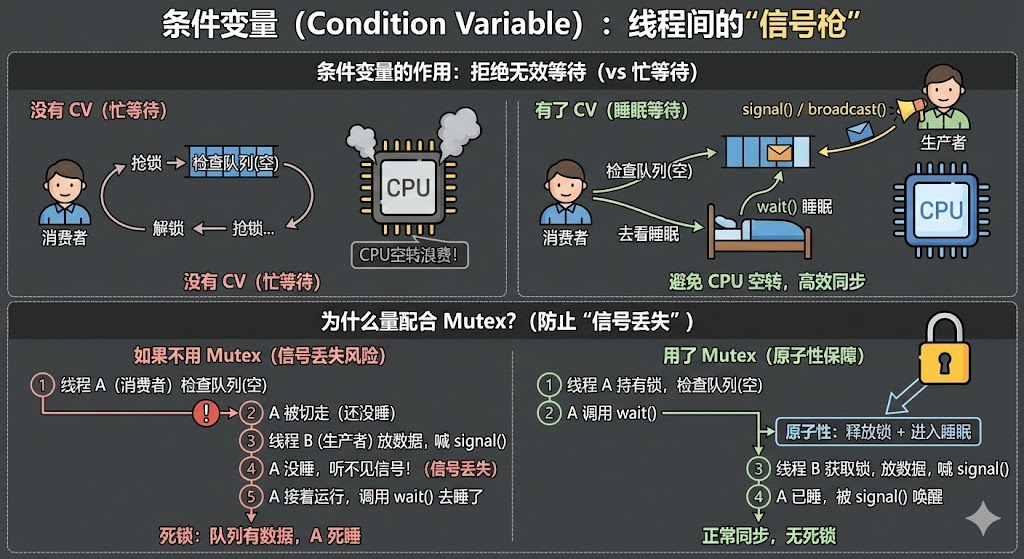 条件变量（Condition Variable）：线程间的“信号枪”
条件变量的作用：拒绝无效等待（vs 忙等待）
没有 CV（忙等待）
抢锁
检查队列(空)
抢锁...
解锁
消费者
CPU
CPU空转浪费！
没有 CV（忙等待）
有了 CV（睡眠等待）
signal() / broadcast()
生产者
检查队列(空)
消费者
去看睡眠
wait() 睡眠
CPU
避免 CPU 空转，高效同步
为什么量配合 Mutex?（防止 “信号丢失”）
如果不用 Mutex（信号丢失风险）
1 线程 A（消费者）检查队列(空)
!
2 A 被切走（还没睡）
3 线程 B (生产者）放数据，喊 signal()
4 A 没睡，听不见信号！（信号丢失）
5 A 接着运行，调用 wait() 去睡了
死锁：队列有数据，A 死睡
用了 Mutex（原子性保障）
1 线程 A 持有锁，检查队列(空)
2 A 调用 wait()
原子性：释放锁 + 进入睡眠
3 线程 B 获取锁，放数据，喊 signal()
4 A 已睡，被 signal() 唤醒
正常同步，无死锁